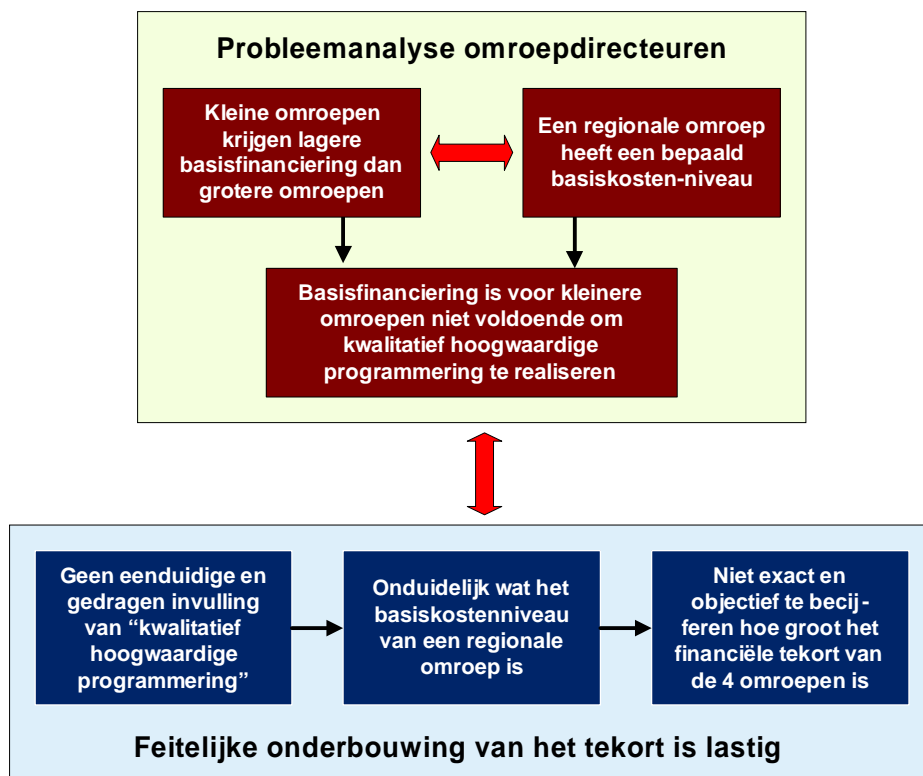 Probleemanalyse omroepdirecteuren
Kleine omroepen
krijgen lagere
basisfinanciering dan
grotere omroepen
Een regionale omroep
heeft een bepaald
basiskosten-niveau
Basisfinanciering is voor kleinere
omroepen niet voldoende om
kwalitatief hoogwaardige
programmering te realiseren
Geen eenduidige en
gedragen invulling
van “kwalitatief
hoogwaardige
programmering”
Onduidelijk wat het
basiskostenniveau
van een regionale
omroep is
Niet exact en
objectief te becij-
feren hoe groot het
financiële tekort van
de 4 omroepen is
Feitelijke onderbouwing van het tekort is lastig